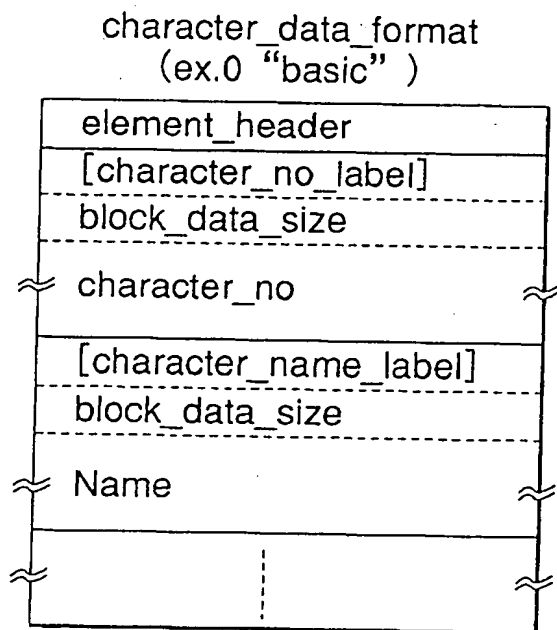 character_data_format
(ex.0 “basic” )
element_header
[character_no_label]
block_data_size
character_no
[character_name_label]
block_data_size
Name